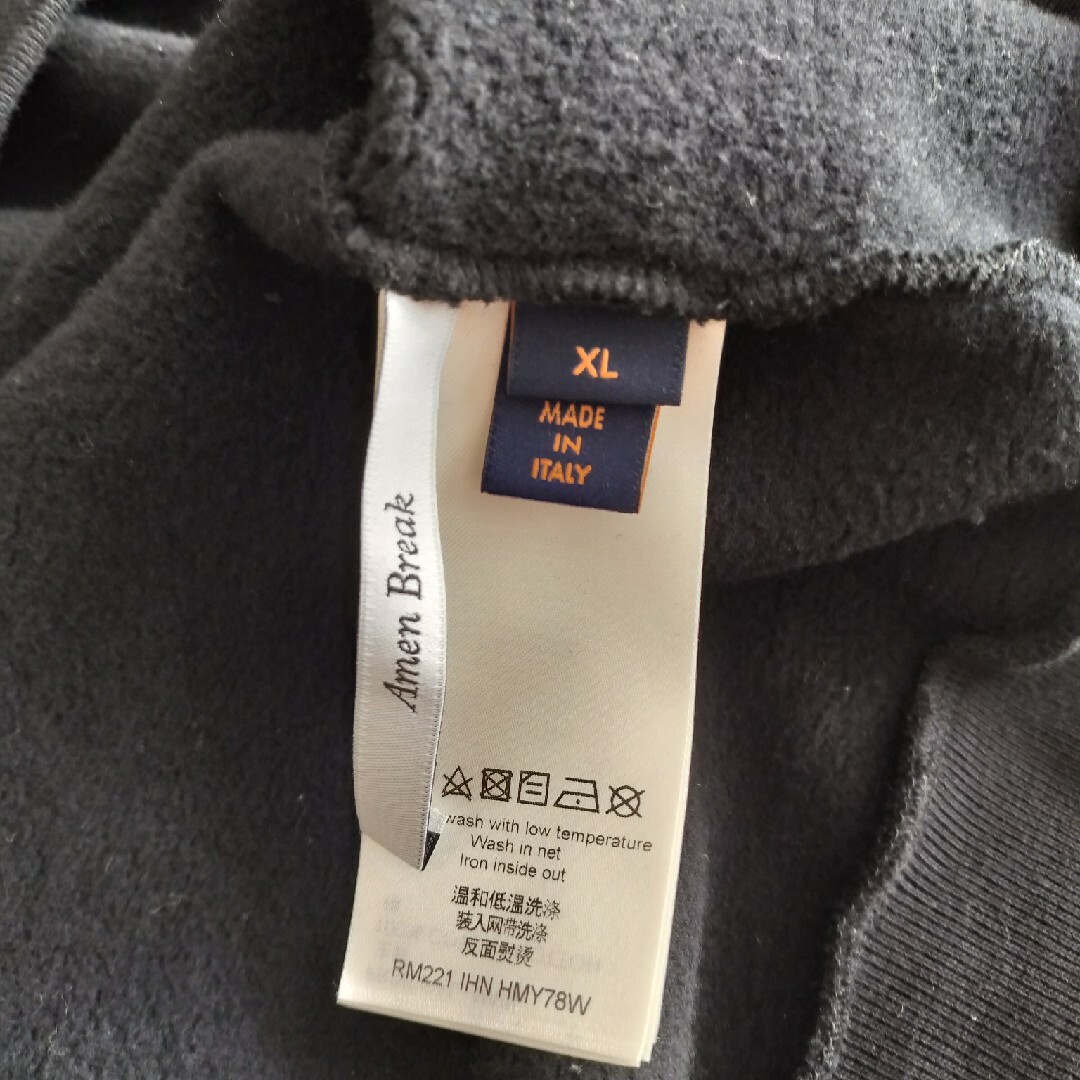 XL
MADE
IN
ITALY
Amen Break
wash with low temperature
Wash in net
Iron inside out
温和低温洗涤
装入网带洗涤
反面熨烫
RM221 IHN HMY78W